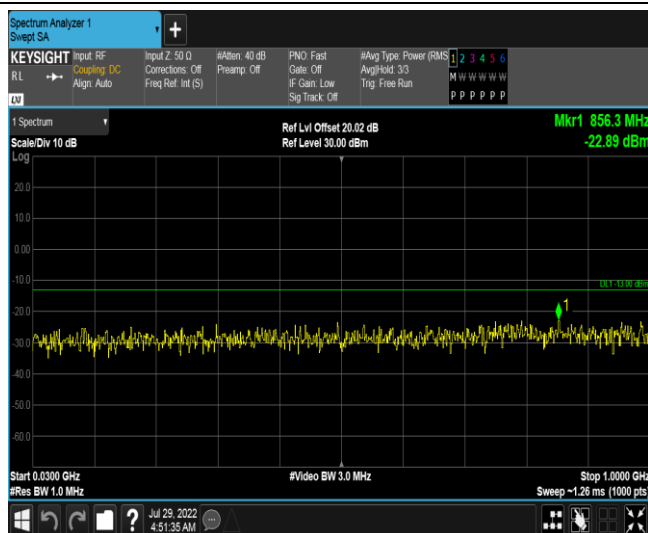 Spectrum Analyzer 1
Swept SA
+
KEYSIGHT
RL
LXI
Input: RF
Coupling: DC
Align: Auto
Input Z: 50 Ω
Corrections: Off
Freq Ref: Int (S)
#Atten: 40 dB
Preamp: Off
PNO: Fast
Gate: Off
IF Gain: Low
Sig Track: Off
#Avg Type: Power (RMS
Avg|Hold: 3/3
Trig: Free Run
1 2 3 4 5 6
M W W W W W
P P P P P P
1 Spectrum
Scale/Div 10 dB
Log
Ref Lvl Offset 20.02 dB
Ref Level 30.00 dBm
Mkr1 856.3 MHz
-22.89 dBm
20.0
10.0
0.00
-10.0
-20.0
-30.0
-40.0
-50.0
-60.0
DL1 -13.00 dBm
1
Start 0.0300 GHz
#Res BW 1.0 MHz
#Video BW 3.0 MHz
Stop 1.0000 GHz
Sweep ~1.26 ms (1000 pts)
?
Jul 29, 2022
4:51:35 AM